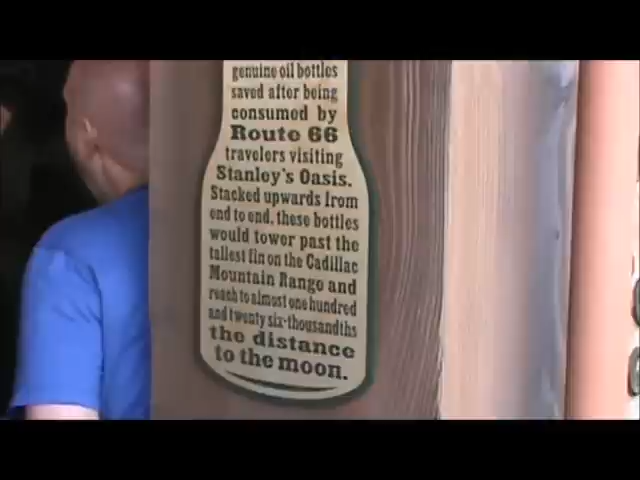 genuine oil bottles
saved after being
consumed by
Route 66
travelers visiting
Stanley's Oasis.
Stacked upwards from
end to end, these bottles
would tower past the
tallest fin on the Cadillac
Mountain Range and
reach to almost one hundred
and twenty six-thousandths
the distance
to the moon.